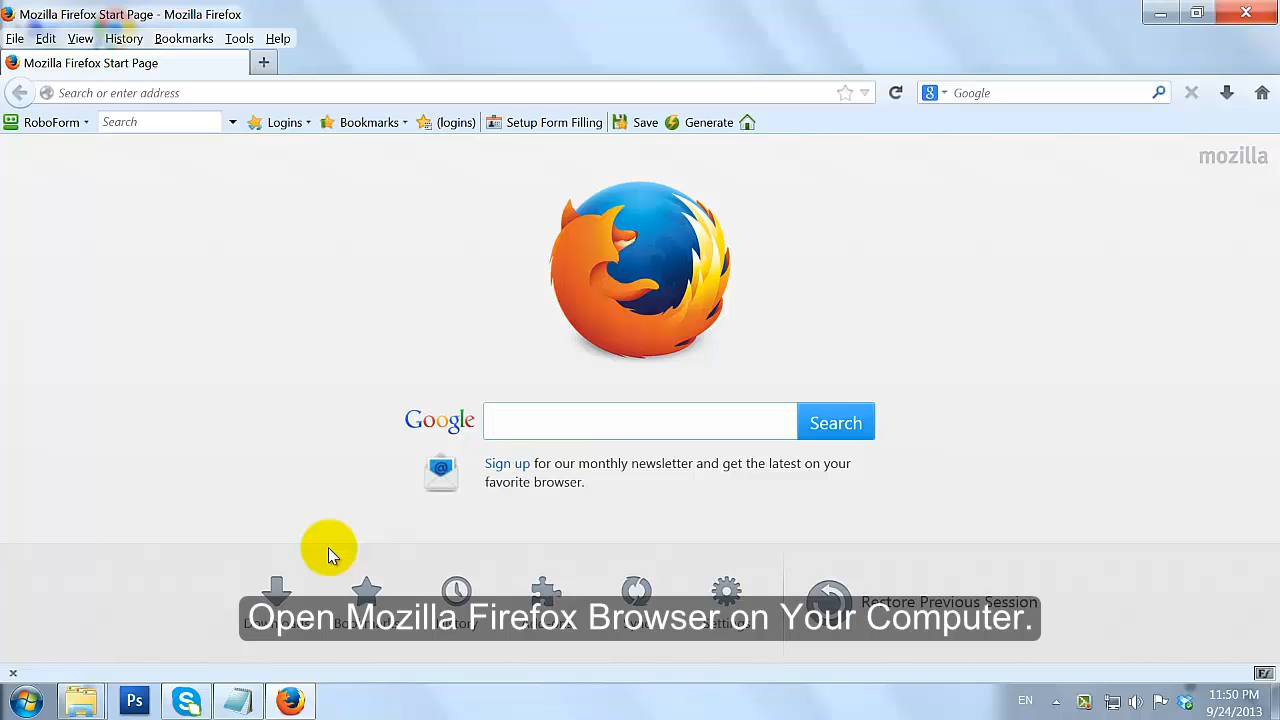 Mozilla Firefox Start Page - Mozilla Firefox
File Edit View History Bookmarks Tools Help
Mozilla Firefox Start Page
Search or enter address
Google
RoboForm Search Logins Bookmarks (logins) Setup Form Filling Save Generate
mozilla
Google Search
Sign up for our monthly newsletter and get the latest on your
favorite browser.
Restore Previous Session
Open Mozilla Firefox Browser on Your Computer.
Ps
EN
11:50 PM
9/24/2013